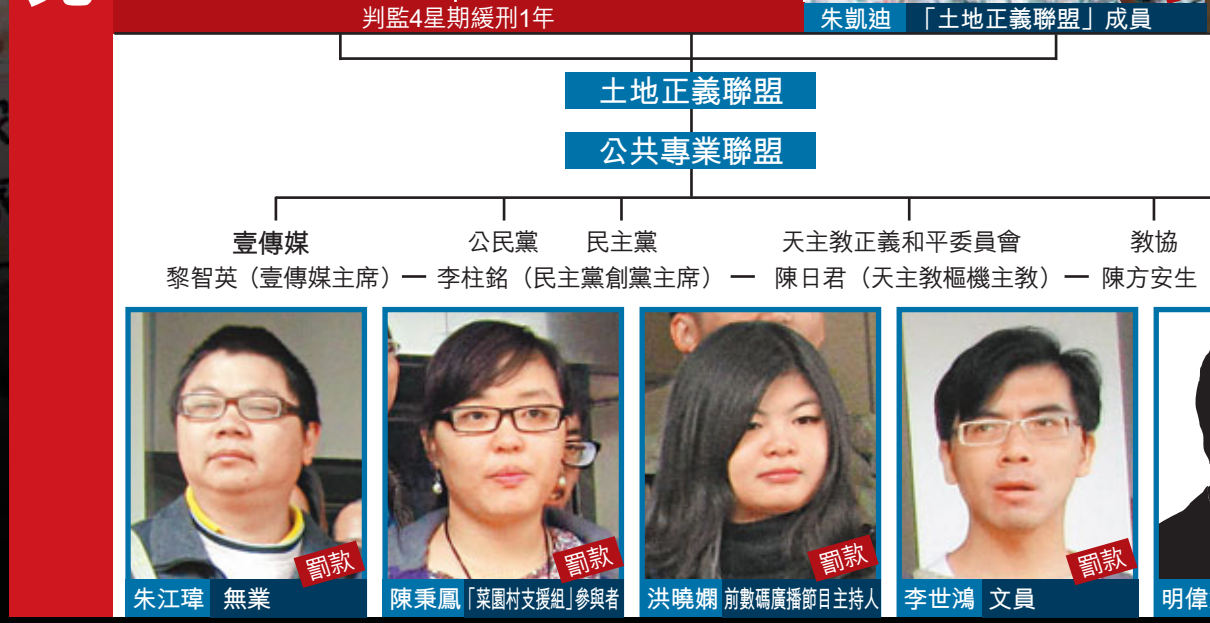 判監4星期緩刑1年
朱凱迪 「土地正義聯盟」成員
土地正義聯盟
公共專業聯盟
壹傳媒 公民黨 民主黨 天主教正義和平委員會 教協
黎智英（壹傳媒主席）— 李柱銘（民主黨創黨主席） — 陳日君（天主教樞機主教）— 陳方安生
罰款 罰款 罰款 罰款
朱江瑋 無業
陳秉鳳 「菜園村支援組」參與者
洪曉嫻 前數碼廣播節目主持人
李世鴻 文員
明偉